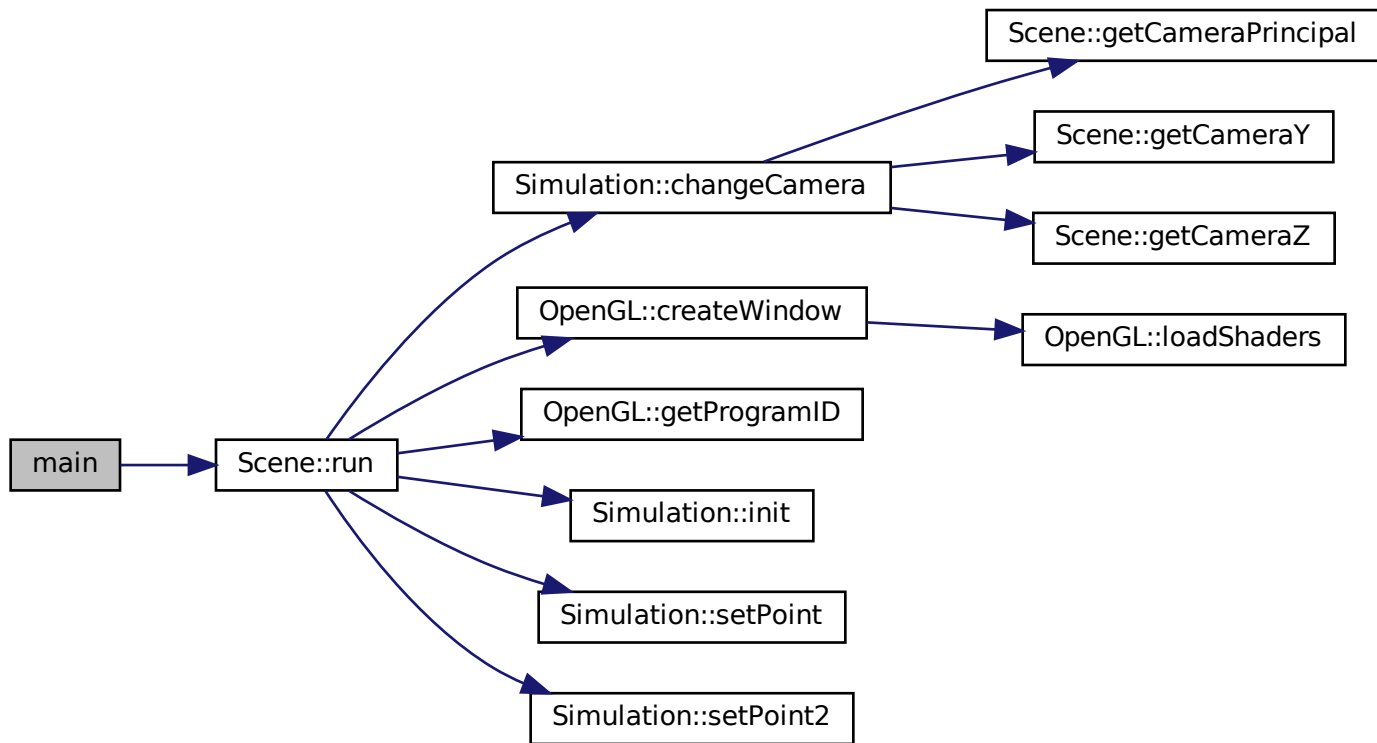 Scene::getCameraPrincipal
Scene::getCameraY
Simulation::changeCamera
Scene::getCameraZ
OpenGL::createWindow
OpenGL::loadShaders
OpenGL::getProgramID
main
Scene::run
Simulation::init
Simulation::setPoint
Simulation::setPoint2